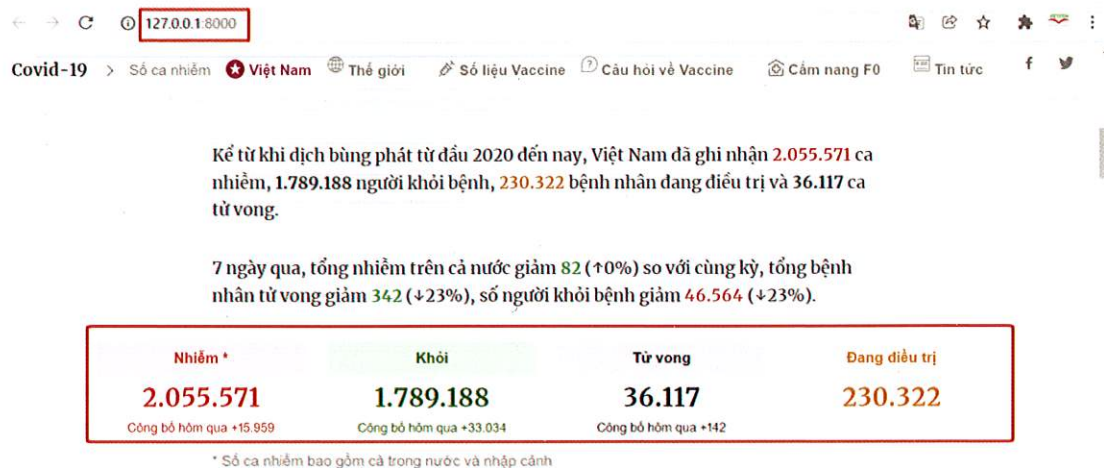 127.0.0.1:8000
Covid-19 > Số ca nhiễm Việt Nam Thế giới Số liệu Vaccine Câu hỏi về Vaccine Cẩm nang F0 Tin tức
Kể từ khi dịch bùng phát từ đầu 2020 đến nay, Việt Nam đã ghi nhận 2.055.571 ca
nhiễm, 1.789.188 người khỏi bệnh, 230.322 bệnh nhân đang điều trị và 36.117 ca
tử vong.
7 ngày qua, tổng nhiễm trên cả nước giảm 82 (↑0%) so với cùng kỳ, tổng bệnh
nhân tử vong giảm 342 (↓23%), số người khỏi bệnh giảm 46.564 (↓23%).
Nhiễm * Khỏi Tử vong Đang điều trị
2.055.571 1.789.188 36.117 230.322
Công bố hôm qua +15.959 Công bố hôm qua +33.034 Công bố hôm qua +142
* Số ca nhiễm bao gồm cả trong nước và nhập cảnh